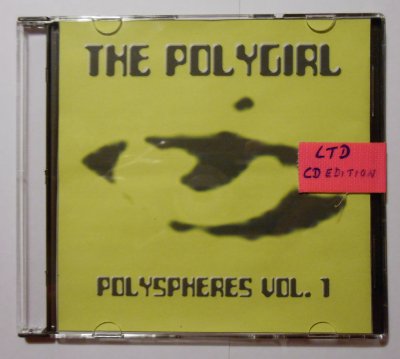 THE POLYGIRL
LTD
CD EDITION
POLYSPHERES VOL. 1